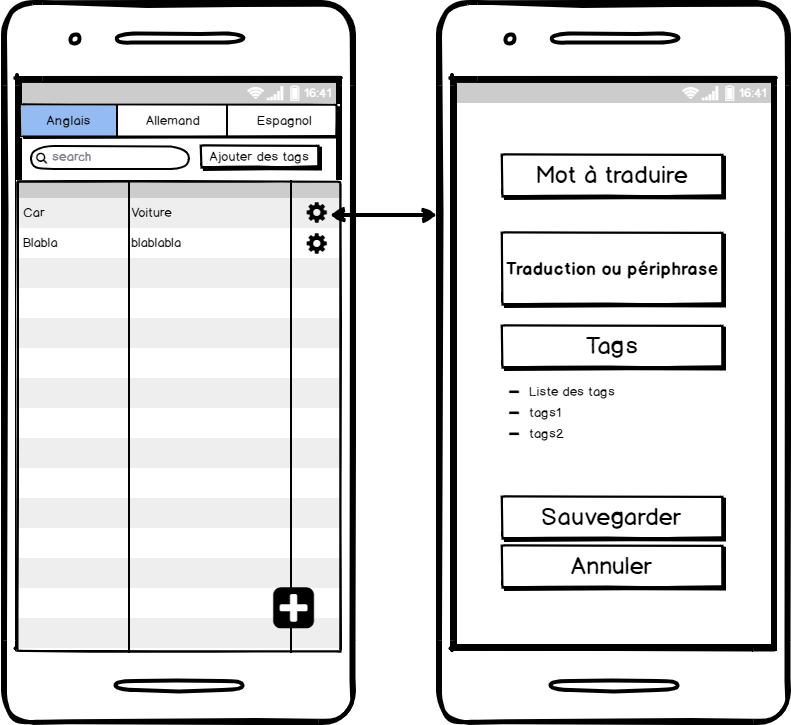 16:41
Anglais Allemand Espagnol
search Ajouter des tags
Car Voiture
Blabla blablabla
16:41
Mot à traduire
Traduction ou périphrase
Tags
Liste des tags
tags1
tags2
Sauvegarder
Annuler